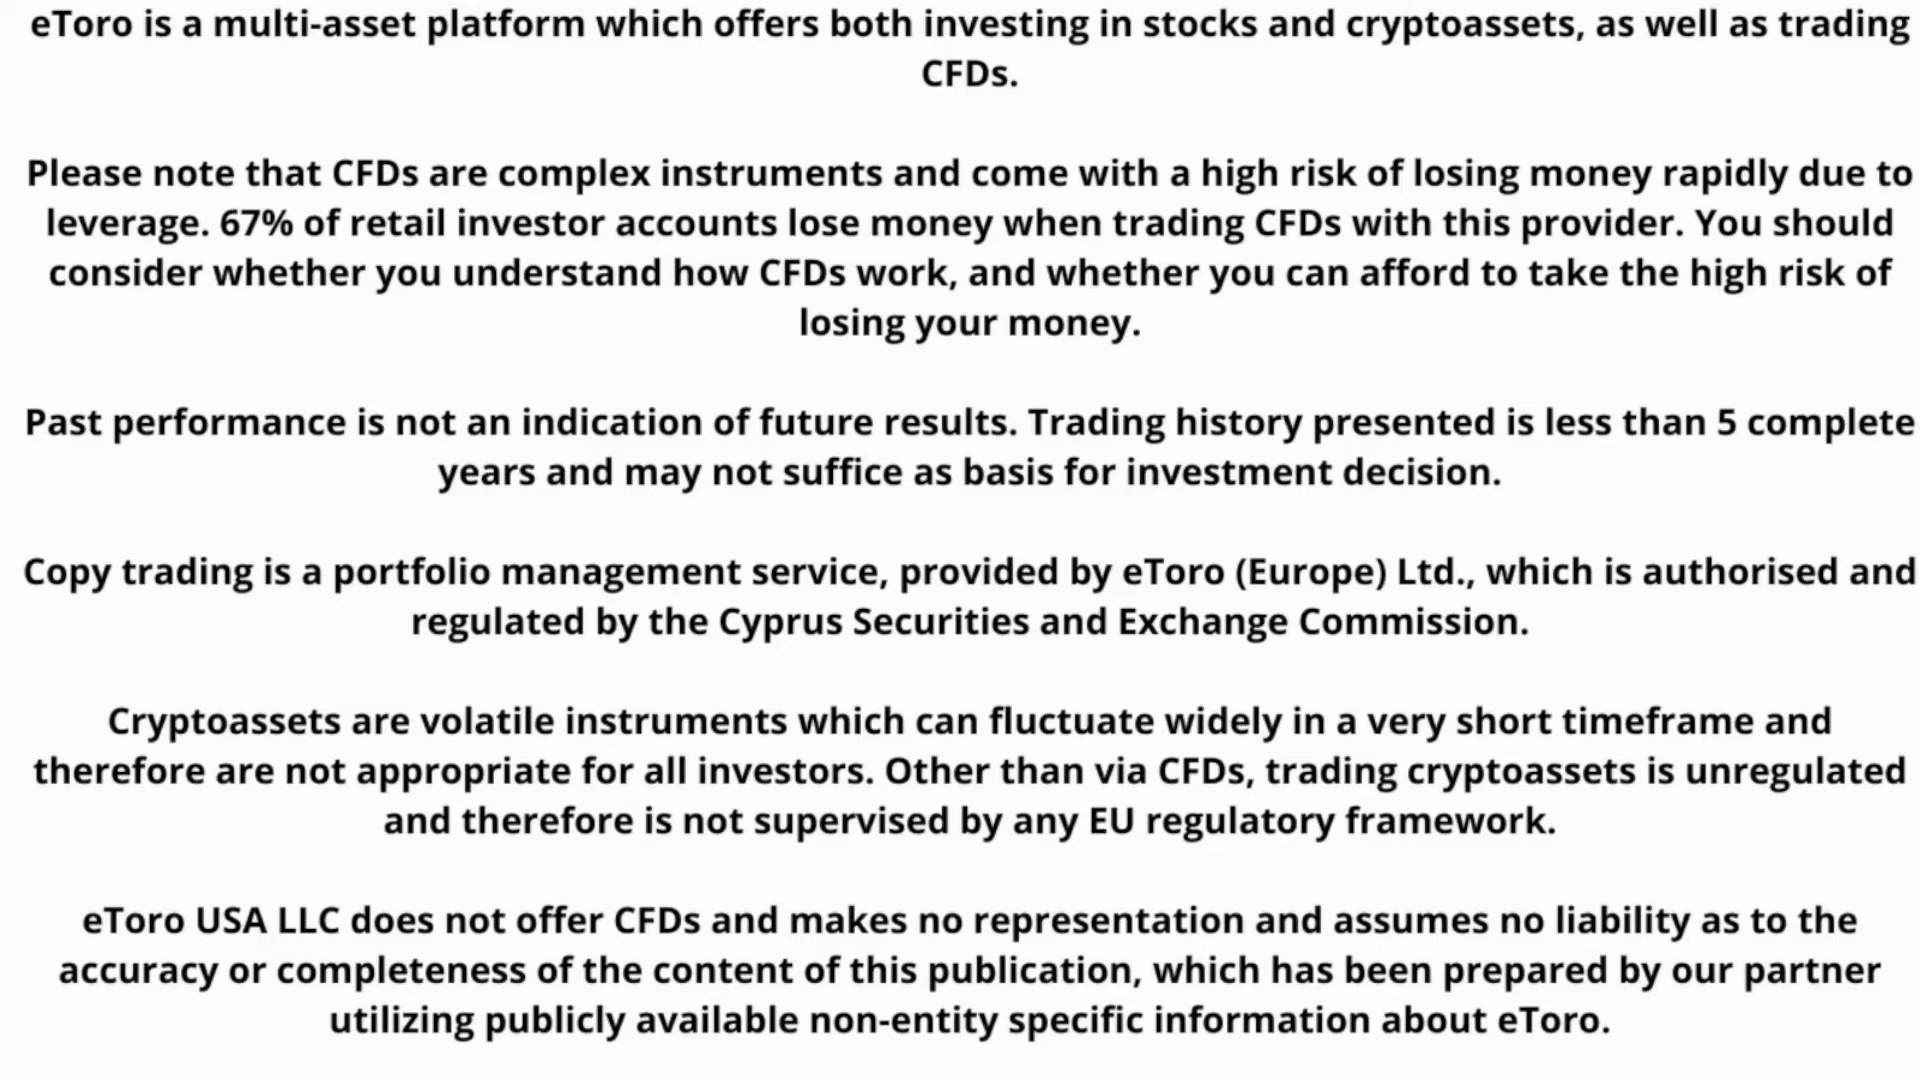 eToro is a multi-asset platform which offers both investing in stocks and cryptoassets, as well as trading
CFDs.
Please note that CFDs are complex instruments and come with a high risk of losing money rapidly due to
leverage. 67% of retail investor accounts lose money when trading CFDs with this provider. You should
consider whether you understand how CFDs work, and whether you can afford to take the high risk of
losing your money.
Past performance is not an indication of future results. Trading history presented is less than 5 complete
years and may not suffice as basis for investment decision.
Copy trading is a portfolio management service, provided by eToro (Europe) Ltd., which is authorised and
regulated by the Cyprus Securities and Exchange Commission.
Cryptoassets are volatile instruments which can fluctuate widely in a very short timeframe and
therefore are not appropriate for all investors. Other than via CFDs, trading cryptoassets is unregulated
and therefore is not supervised by any EU regulatory framework.
eToro USA LLC does not offer CFDs and makes no representation and assumes no liability as to the
accuracy or completeness of the content of this publication, which has been prepared by our partner
utilizing publicly available non-entity specific information about eToro.